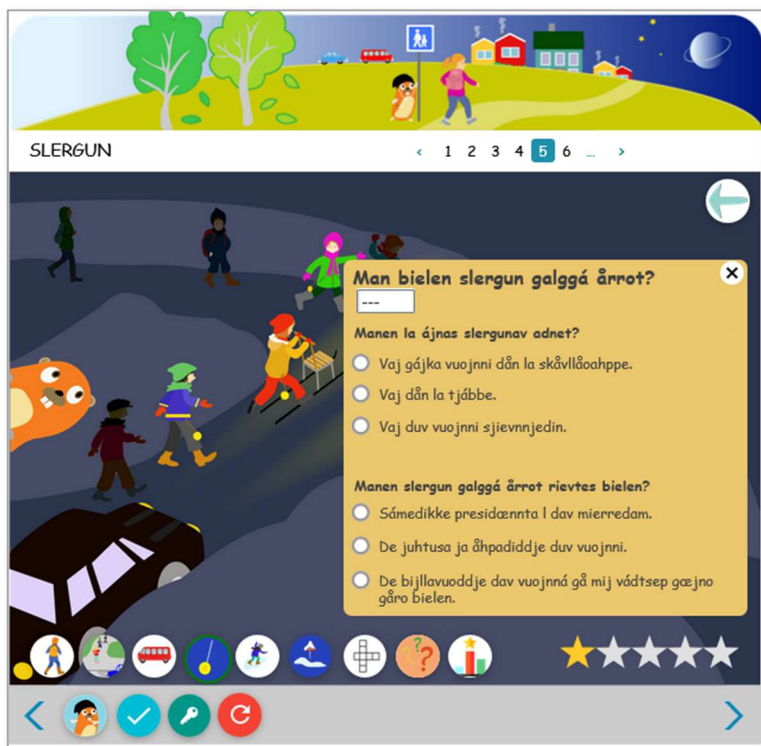 SLERGUN
‹ 1 2 3 4 5 6 ... ›
Man bielen slergun galggá årrot?
---
Manen la ájnas slergunav adnet?
Vaj gájka vuojnni dån la skåvllåoahppe.
Vaj dån la tjábbe.
Vaj duv vuojnni sjievnnjedin.
Manen slergun galggá årrot rievtes bielen?
Sámedikke presidænnta l dav mierredam.
De juhtusa ja åhpadiddje duv vuojnni.
De bijllavuoddje dav vuojnná gå mij vádtsep gæjno
gåro bielen.